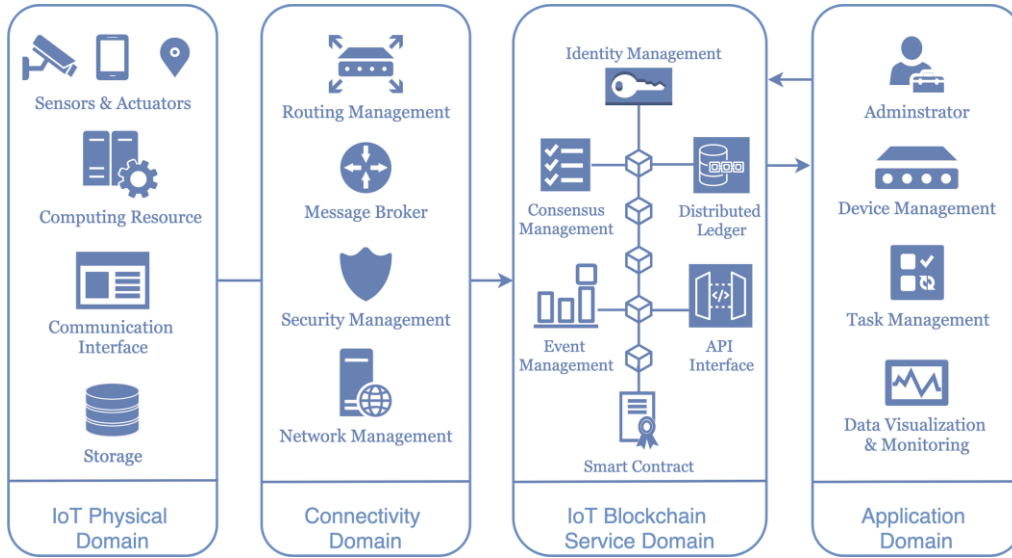 Sensors & Actuators
Computing Resource
Communication
Interface
Storage
IoT Physical
Domain
Routing Management
Message Broker
Security Management
Network Management
Connectivity
Domain
Identity Management
Consensus
Management
Distributed
Ledger
</>
Event
Management
API
Interface
Smart Contract
IoT Blockchain
Service Domain
Adminstrator
Device Management
Task Management
Data Visualization
& Monitoring
Application
Domain